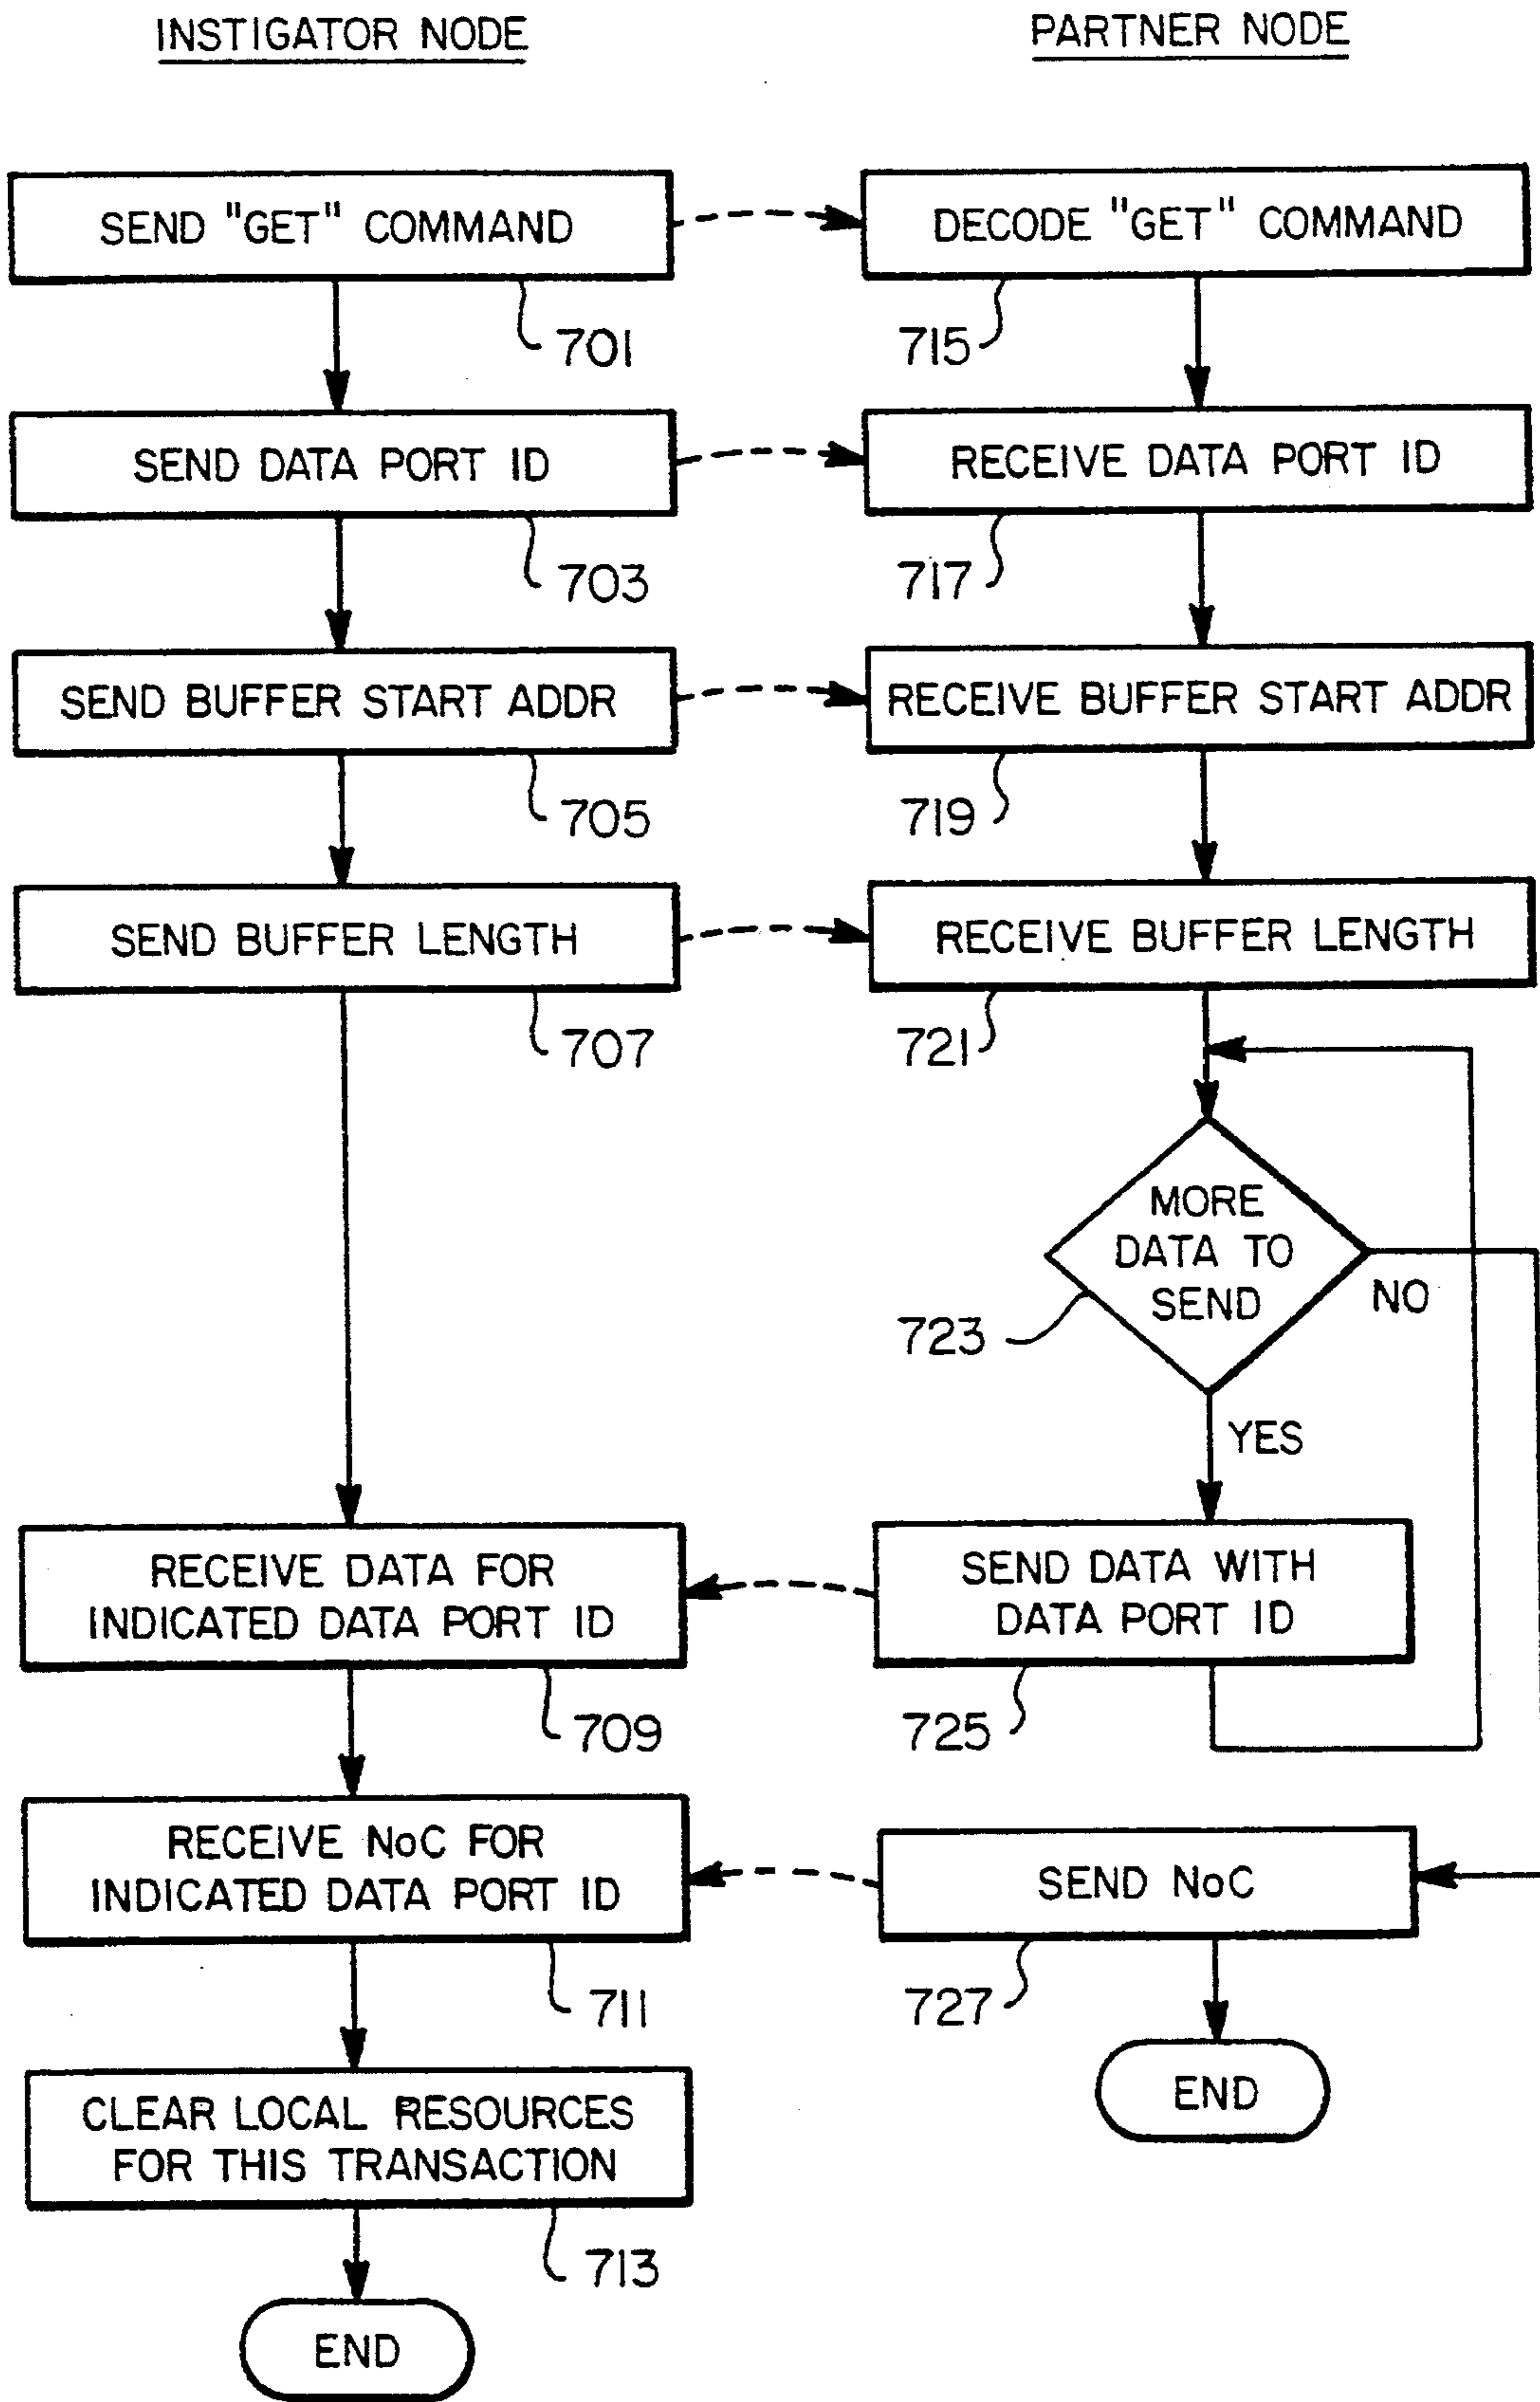 INSTIGATOR NODE
PARTNER NODE
SEND "GET" COMMAND
DECODE "GET" COMMAND
701
715
SEND DATA PORT ID
RECEIVE DATA PORT ID
703
717
SEND BUFFER START ADDR
RECEIVE BUFFER START ADDR
705
719
SEND BUFFER LENGTH
RECEIVE BUFFER LENGTH
707
721
MORE
DATA TO
SEND
NO
723
YES
RECEIVE DATA FOR
INDICATED DATA PORT ID
SEND DATA WITH
DATA PORT ID
709
725
RECEIVE NoC FOR
INDICATED DATA PORT ID
SEND NoC
711
727
CLEAR LOCAL RESOURCES
FOR THIS TRANSACTION
END
713
END